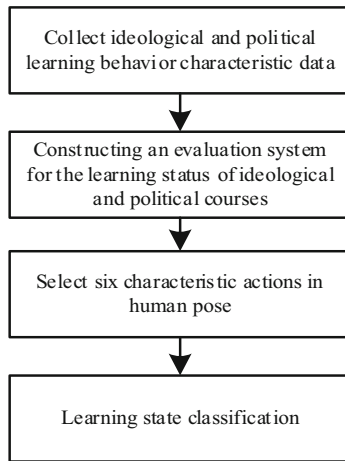 Collect ideological and political
learning behavior characteristic data
Constructing an evaluation system
for the learning status of ideological
and political courses
Select six characteristic actions in
human pose
Learning state classification